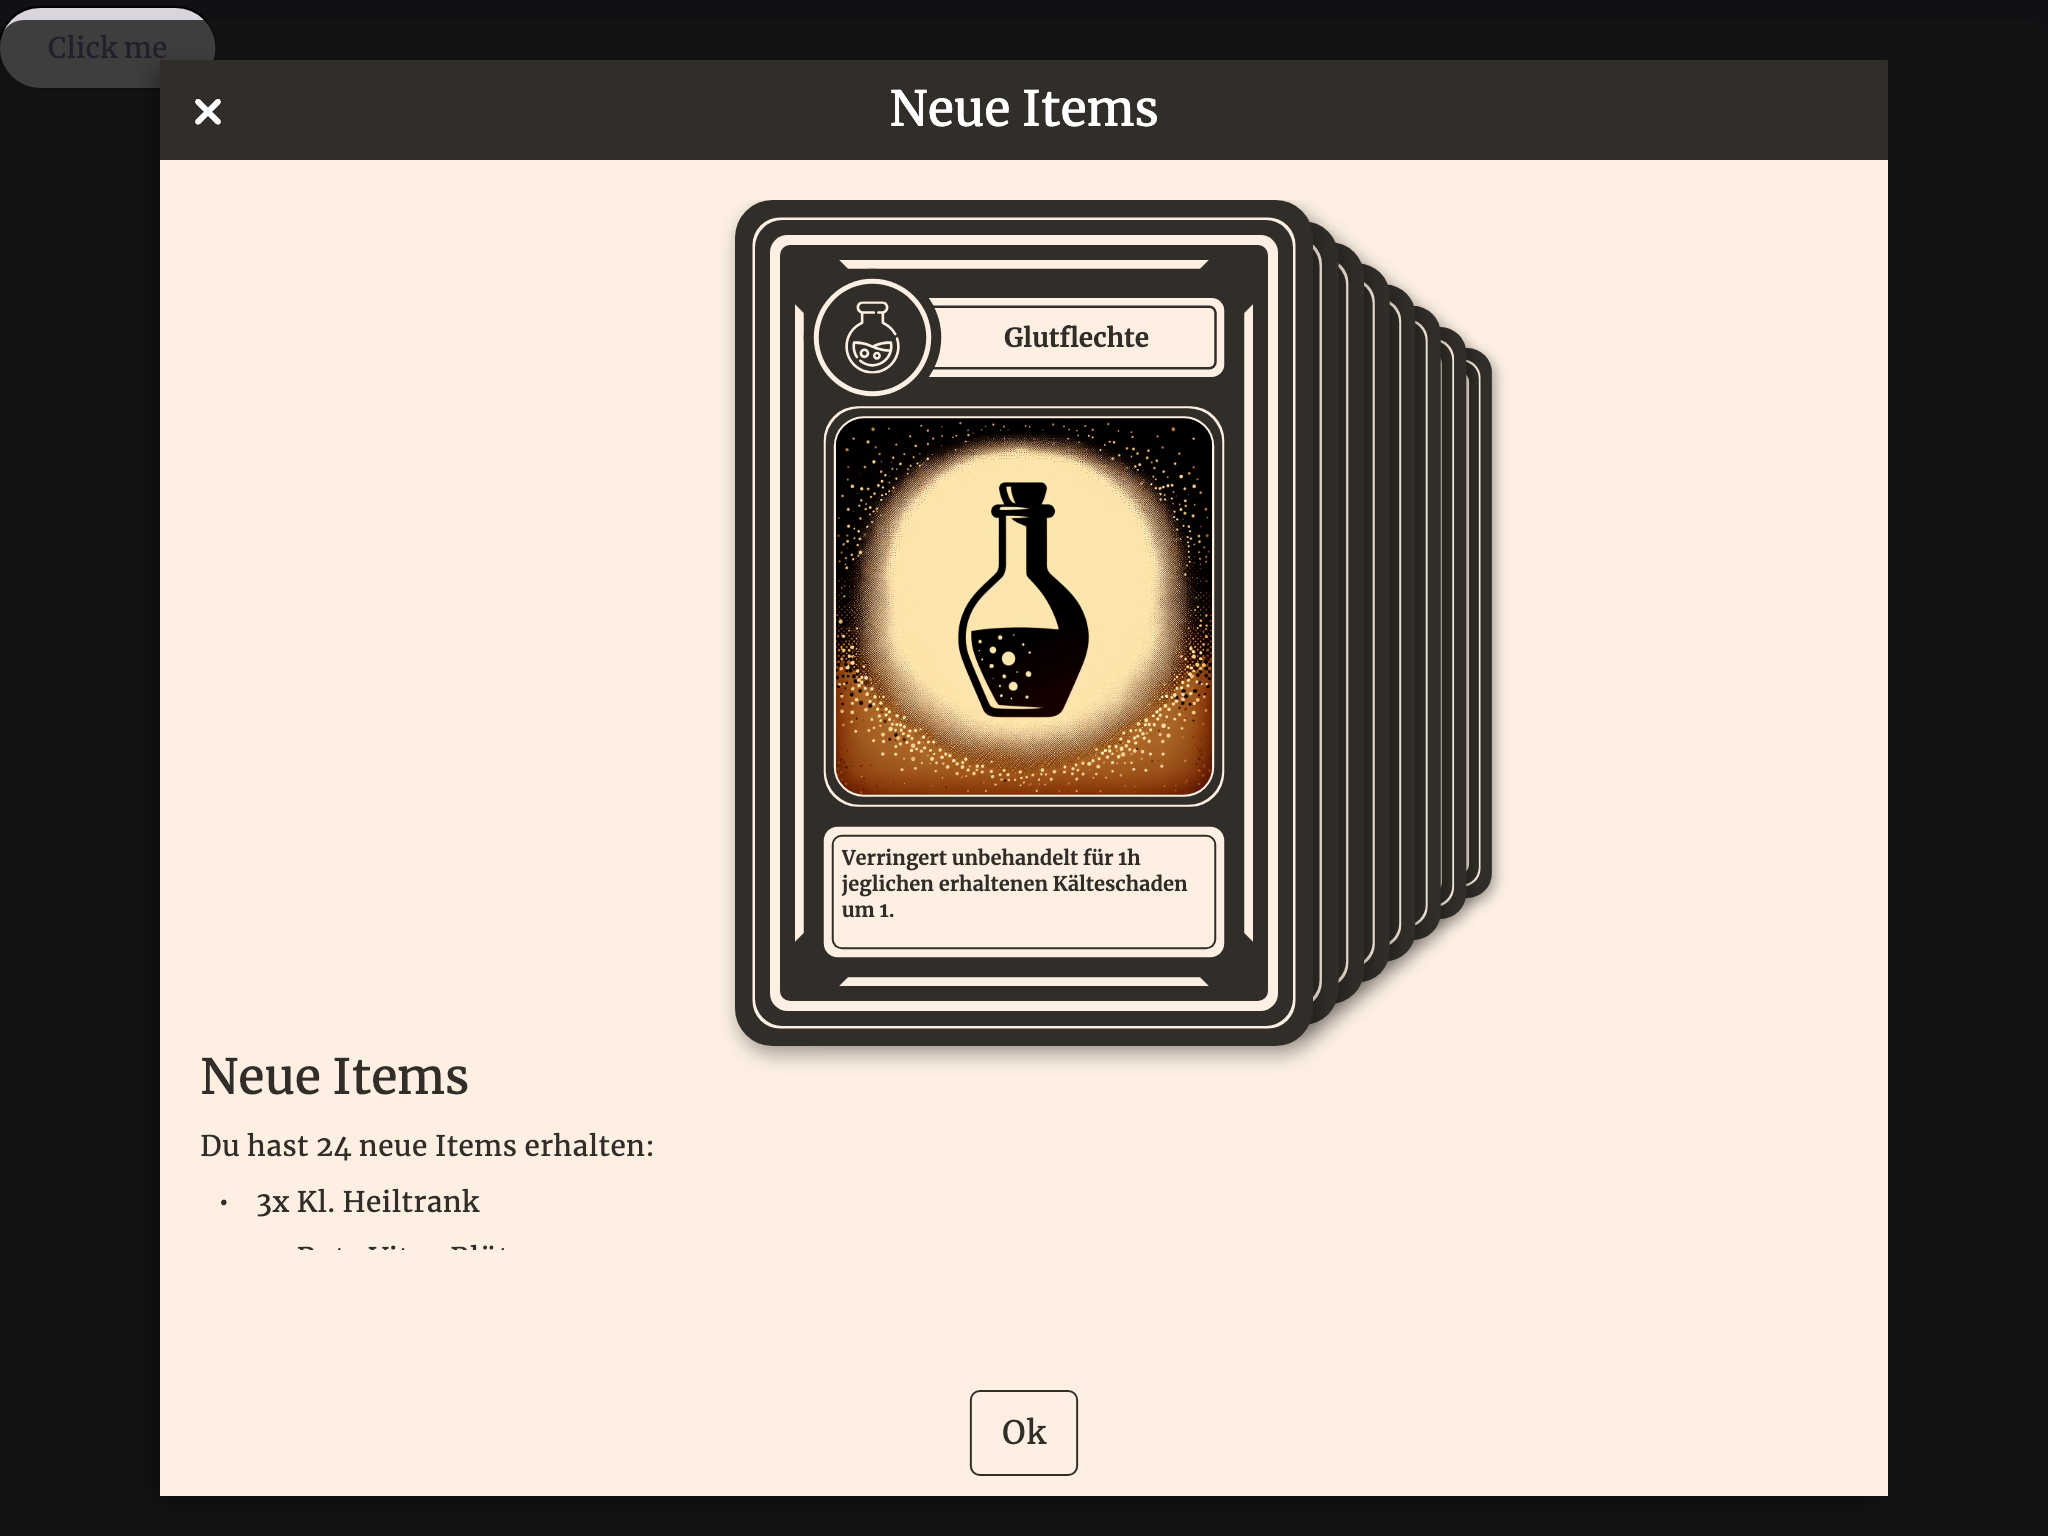 Click me
Neue Items
Glutflechte
Verringert unbehandelt für 1h
jeglichen erhaltenen Kälteschaden
um 1.
Neue Items
Du hast 24 neue Items erhalten:
• 3x Kl. Heiltrank
Ok